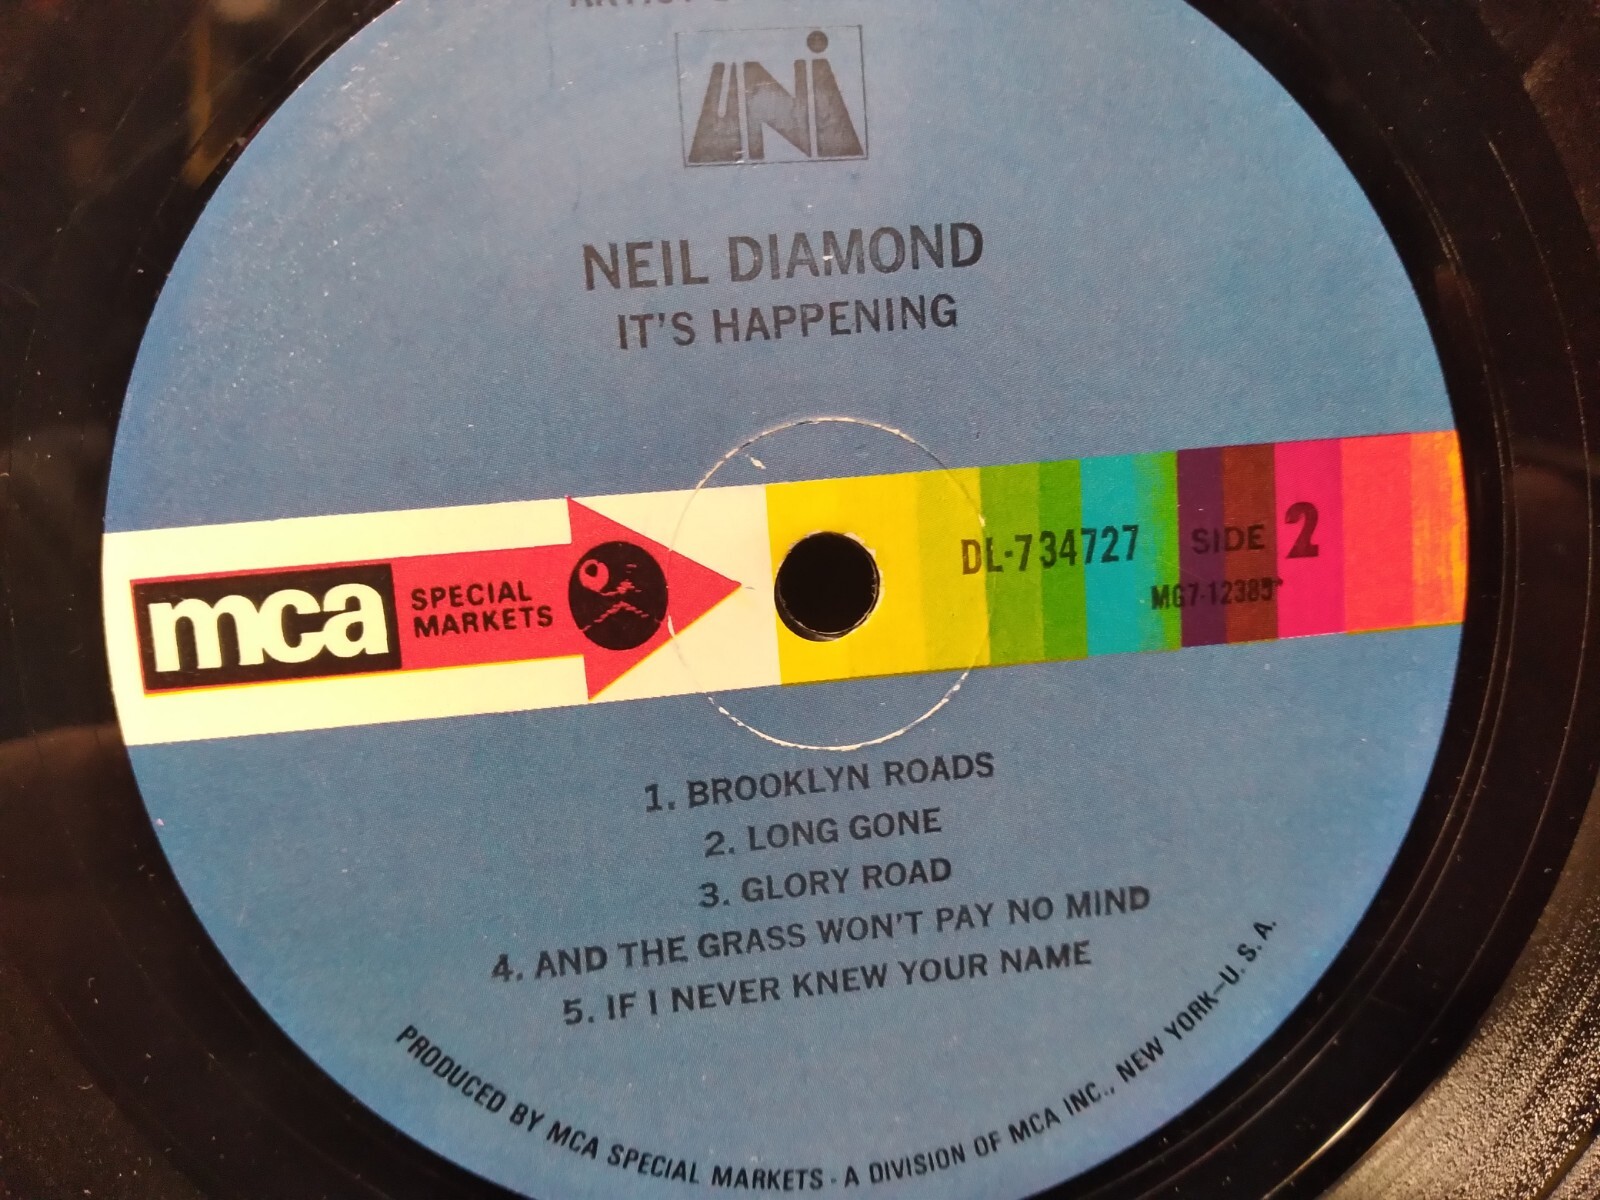 UNI
NEIL DIAMOND
IT'S HAPPENING
mca
SPECIAL
MARKETS
DL-734727
SIDE 2
MG7-12385*
1. BROOKLYN ROADS
2. LONG GONE
3. GLORY ROAD
4. AND THE GRASS WON'T PAY NO MIND
5. IF I NEVER KNEW YOUR NAME
PRODUCED BY MCA SPECIAL MARKETS - A DIVISION OF MCA INC., NEW YORK—U. S. A.